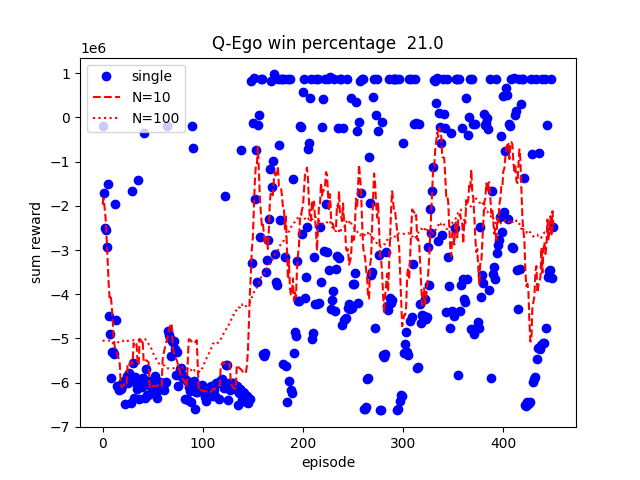 Q-Ego win percentage  21.0
1e6
single
N=10
N=100
1
0
−1
−2
−3
−4
−5
−6
−7
sum reward
0 100 200 300 400
episode